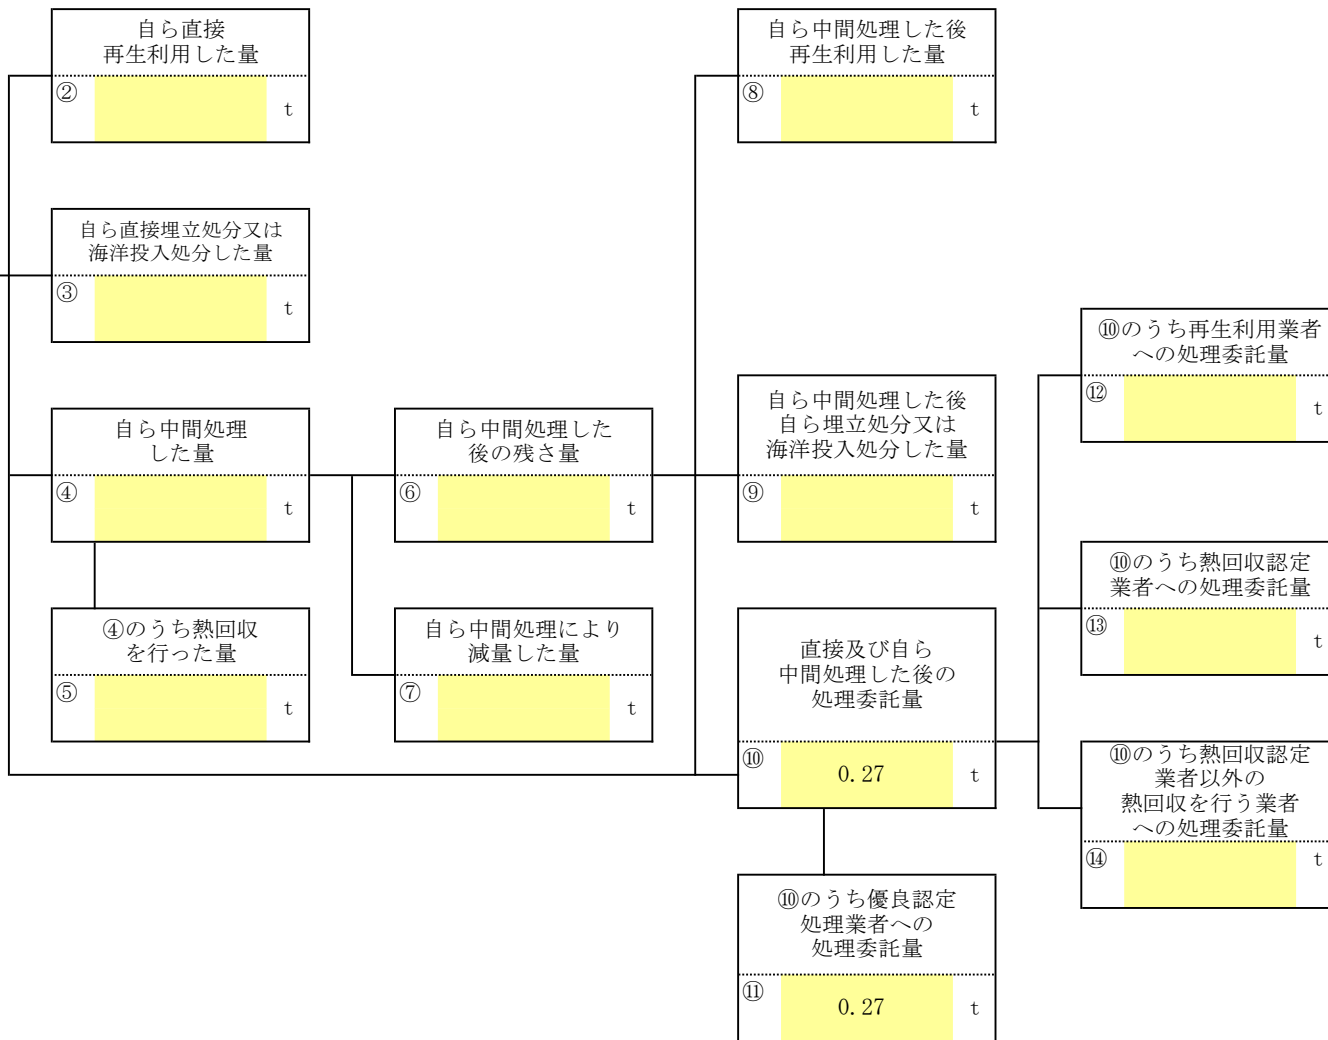 自ら直接
再生利用した量
②
t
自ら中間処理した後
再生利用した量
⑧
t
自ら直接埋立処分又は
海洋投入処分した量
③
t
⑩のうち再生利用業者
への処理委託量
⑫
t
自ら中間処理
した量
④
t
自ら中間処理した
後の残さ量
⑥
t
自ら中間処理した後
自ら埋立処分又は
海洋投入処分した量
⑨
t
⑩のうち熱回収認定
業者への処理委託量
⑬
t
④のうち熱回収
を行った量
⑤
t
自ら中間処理により
減量した量
⑦
t
直接及び自ら
中間処理した後の
処理委託量
⑩
0.27
t
⑩のうち熱回収認定
業者以外の
熱回収を行う業者
への処理委託量
⑭
t
⑩のうち優良認定
処理業者への
処理委託量
⑪
0.27
t